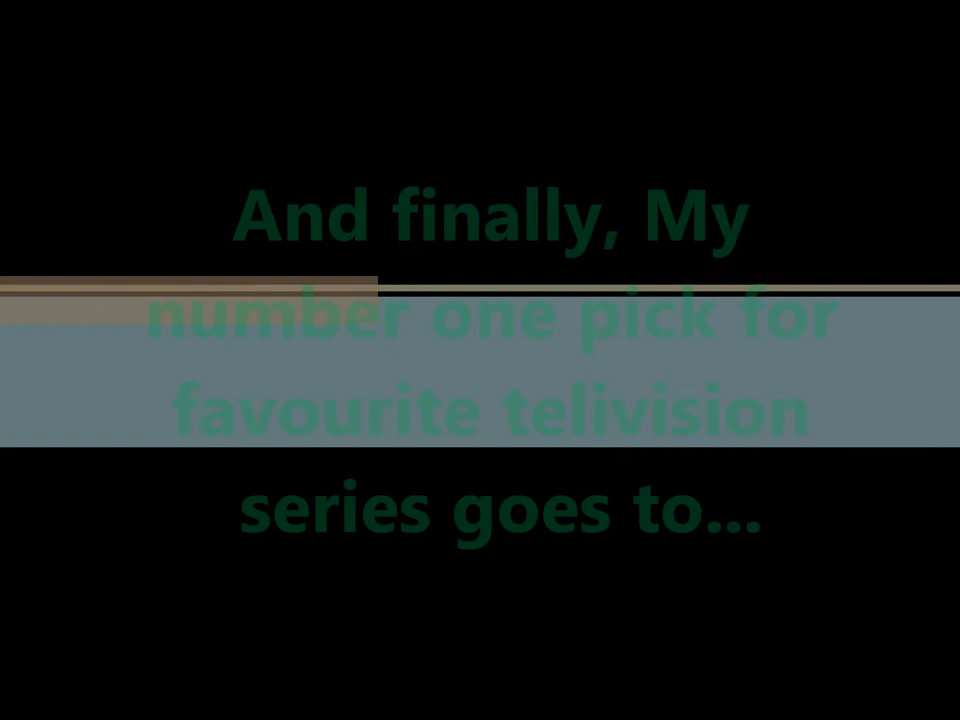 And finally, My
number one pick for
favourite telivision
series goes to...